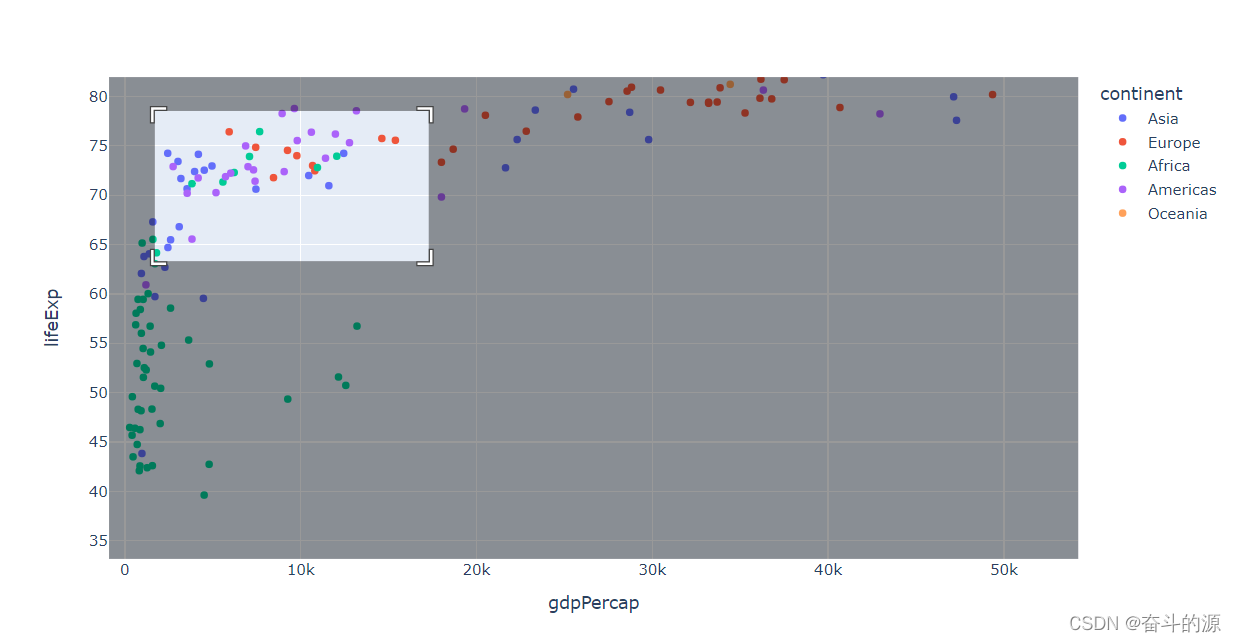 continent
Asia
Europe
Africa
Americas
Oceania
80
75
70
65
60
55
50
45
40
35
lifeExp
0 10k 20k 30k 40k 50k
gdpPercap
CSDN @奋斗的源